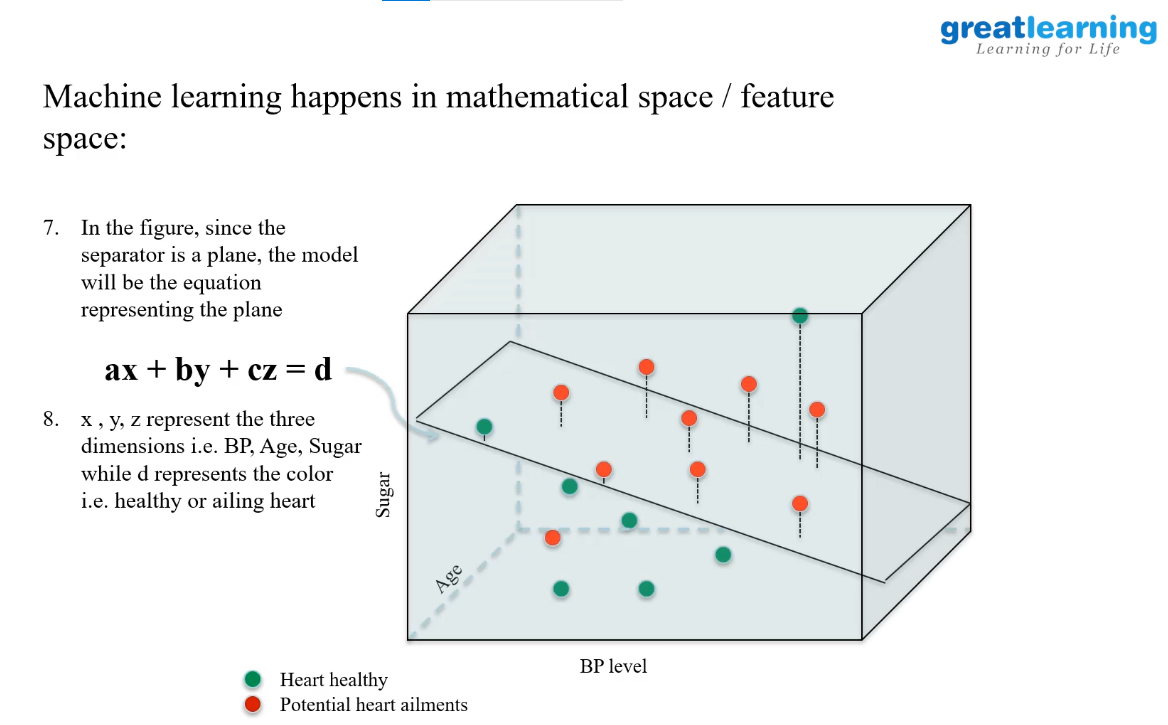 greatlearning
Learning for Life
Machine learning happens in mathematical space / feature
space:
7. In the figure, since the
separator is a plane, the model
will be the equation
representing the plane
ax + by + cz = d
8. x , y, z represent the three
dimensions i.e. BP, Age, Sugar
while d represents the color
i.e. healthy or ailing heart
Sugar
Age
BP level
Heart healthy
Potential heart ailments